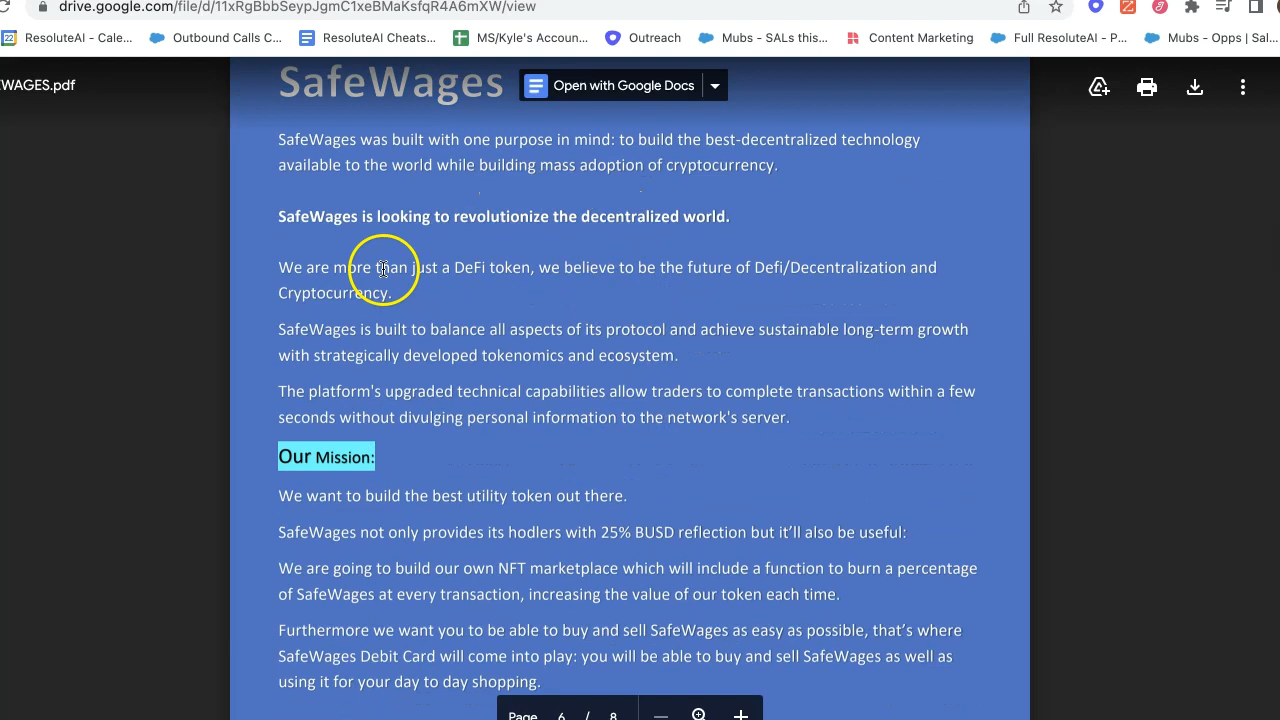 drive.google.com/file/d/11xRgBbbSeypJgmC1xeBMaKsfqR4A6mXW/view
ResoluteAI - Cale...
Outbound Calls C...
ResoluteAI Cheats...
MS/Kyle's Accoun...
Outreach
Mubs - SALs this...
Content Marketing
Full ResoluteAI - P...
Mubs - Opps | Sal...
WAGES.pdf
SafeWages
Open with Google Docs
SafeWages was built with one purpose in mind: to build the best-decentralized technology
available to the world while building mass adoption of cryptocurrency.
SafeWages is looking to revolutionize the decentralized world.
We are more than just a DeFi token, we believe to be the future of Defi/Decentralization and
Cryptocurrency.
SafeWages is built to balance all aspects of its protocol and achieve sustainable long-term growth
with strategically developed tokenomics and ecosystem.
The platform's upgraded technical capabilities allow traders to complete transactions within a few
seconds without divulging personal information to the network's server.
Our Mission:
We want to build the best utility token out there.
SafeWages not only provides its hodlers with 25% BUSD reflection but it’ll also be useful:
We are going to build our own NFT marketplace which will include a function to burn a percentage
of SafeWages at every transaction, increasing the value of our token each time.
Furthermore we want you to be able to buy and sell SafeWages as easy as possible, that’s where
SafeWages Debit Card will come into play: you will be able to buy and sell SafeWages as well as
using it for your day to day shopping.
Page 6 / 8